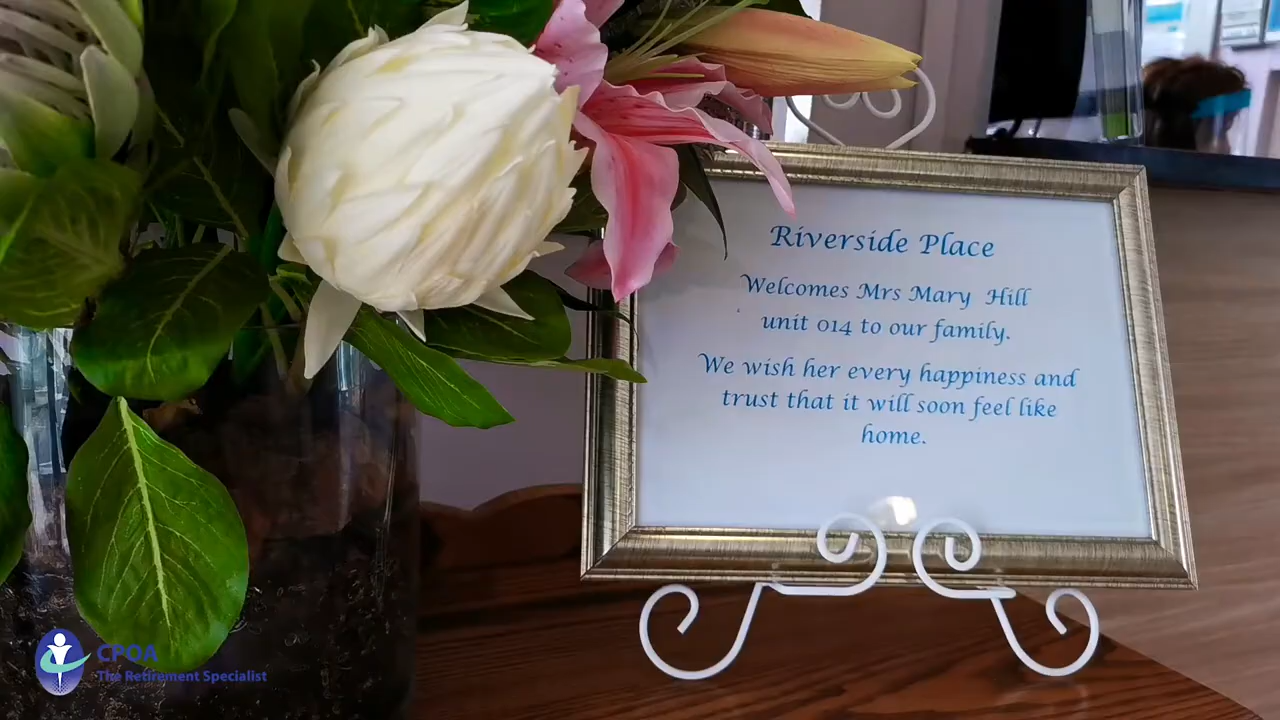 Riverside Place
Welcomes Mrs Mary Hill
unit 014 to our family.
We wish her every happiness and
trust that it will soon feel like
home.
CPOA
The Retirement Specialist